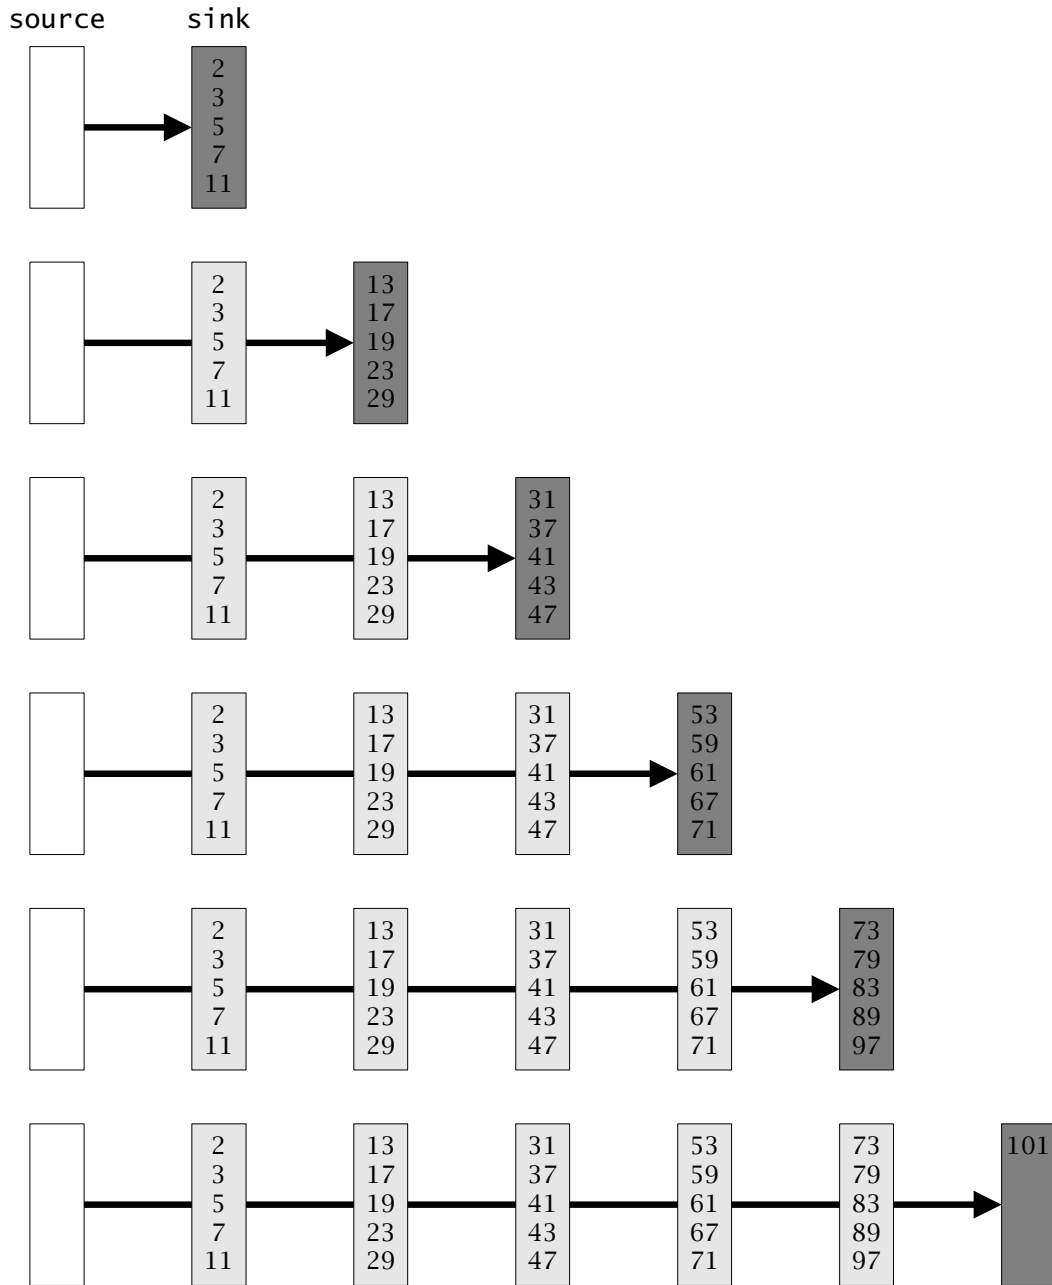 source sink
2
3
5
7
11
2 13
3 17
5 19
7 23
11 29
2 13 31
3 17 37
5 19 41
7 23 43
11 29 47
2 13 31 53
3 17 37 59
5 19 41 61
7 23 43 67
11 29 47 71
2 13 31 53 73
3 17 37 59 79
5 19 41 61 83
7 23 43 67 89
11 29 47 71 97
2 13 31 53 73 101
3 17 37 59 79
5 19 41 61 83
7 23 43 67 89
11 29 47 71 97